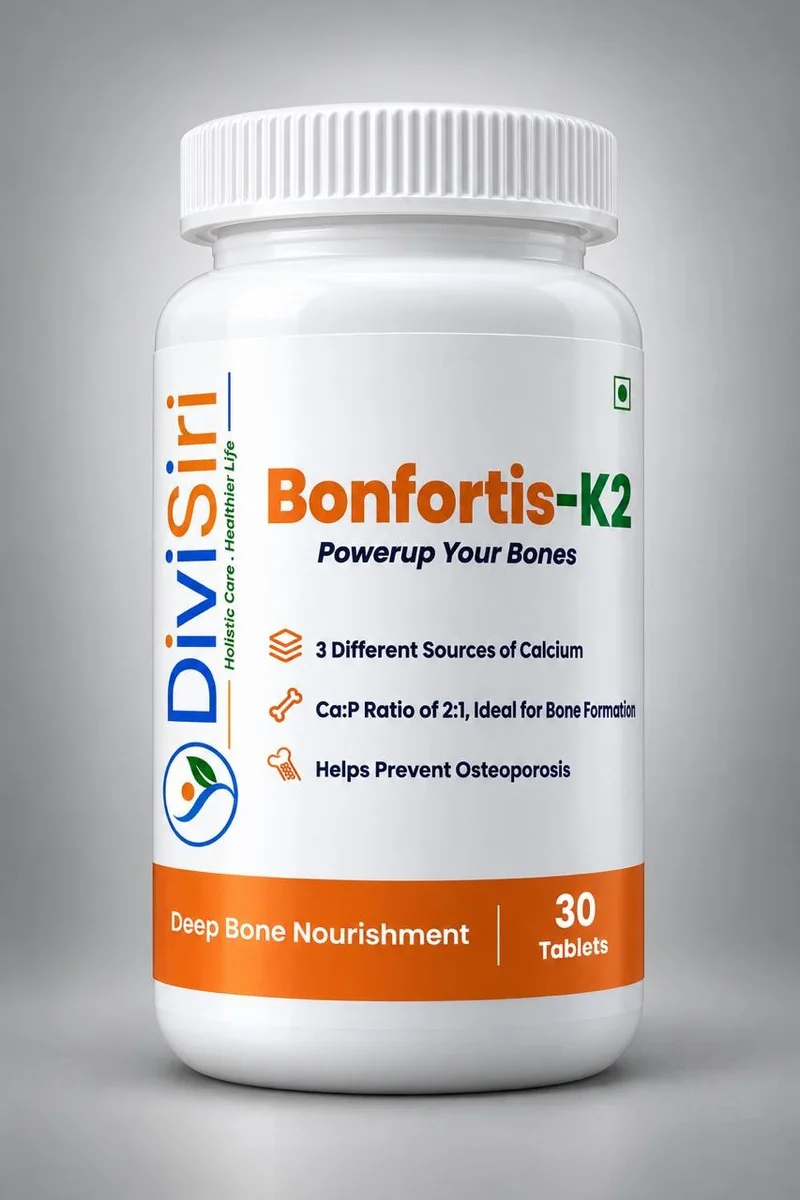 DiviSiri
Holistic Care . Healthier Life
Bonfortis-K2
Powerup Your Bones
3 Different Sources of Calcium
Ca:P Ratio of 2:1, Ideal for Bone Formation
Helps Prevent Osteoporosis
Deep Bone Nourishment
30
Tablets